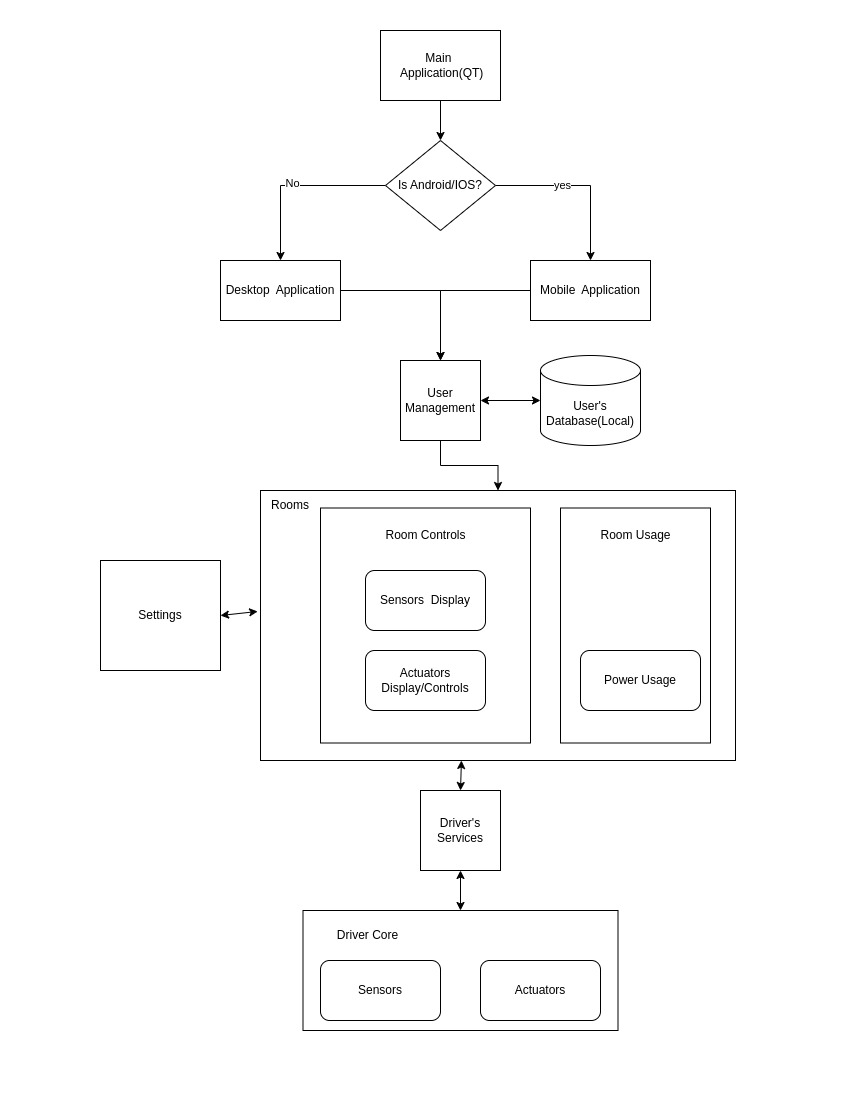 Main
Application(QT)
Is Android/IOS?
No
yes
Desktop  Application
Mobile  Application
User
Management
User's
Database(Local)
Rooms
Room Controls
Room Usage
Sensors  Display
Settings
Actuators
Display/Controls
Power Usage
Driver's
Services
Driver Core
Sensors
Actuators